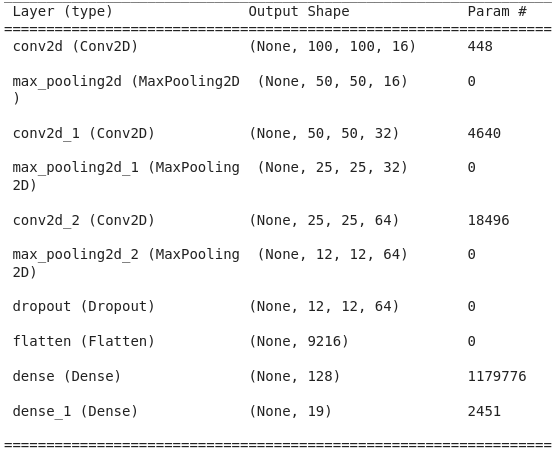 Layer (type) Output Shape Param #
=================================================================
conv2d (Conv2D) (None, 100, 100, 16) 448
max_pooling2d (MaxPooling2D (None, 50, 50, 16) 0
)
conv2d_1 (Conv2D) (None, 50, 50, 32) 4640
max_pooling2d_1 (MaxPooling (None, 25, 25, 32) 0
2D)
conv2d_2 (Conv2D) (None, 25, 25, 64) 18496
max_pooling2d_2 (MaxPooling (None, 12, 12, 64) 0
2D)
dropout (Dropout) (None, 12, 12, 64) 0
flatten (Flatten) (None, 9216) 0
dense (Dense) (None, 128) 1179776
dense_1 (Dense) (None, 19) 2451
=================================================================